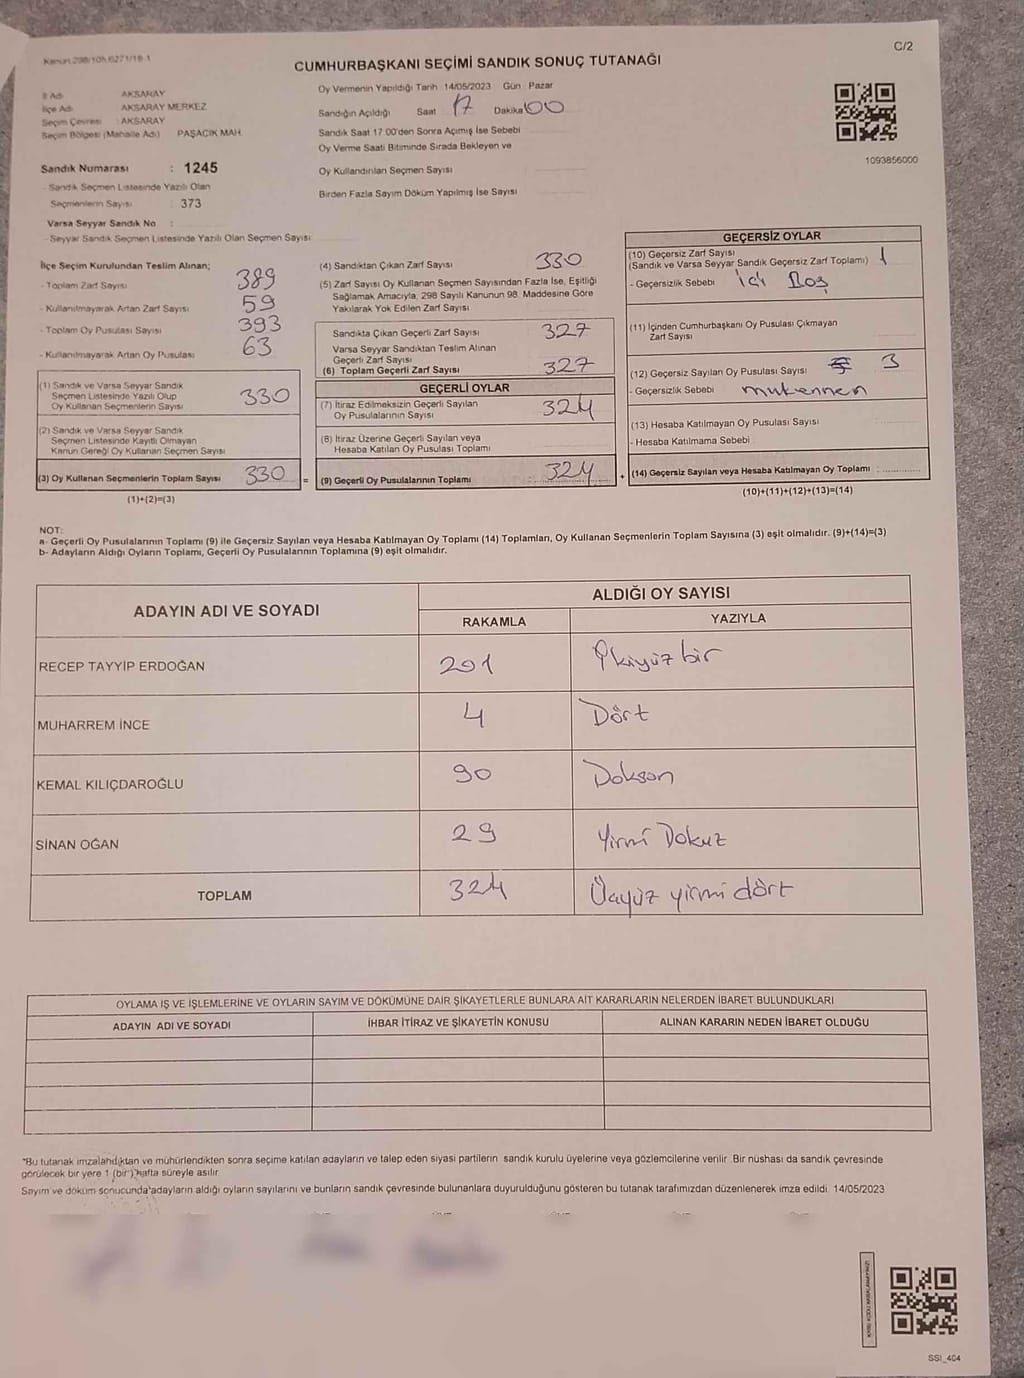 Kanun:298/10h.6271/18-1
C/2
CUMHURBAŞKANI SEÇİMİ SANDIK SONUÇ TUTANAĞI
İl Adı : AKSARAY
İlçe Adı : AKSARAY MERKEZ
Seçim Çevresi : AKSARAY
Seçim Bölgesi (Mahalle Adı) PAŞACIK MAH.
Sandık Numarası : 1245
- Sandık Seçmen Listesinde Yazılı Olan
Seçmenlerin Sayısı : 373
Varsa Seyyar Sandık No :
- Seyyar Sandık Seçmen Listesinde Yazılı Olan Seçmen Sayısı
Oy Vermenin Yapıldığı Tarih 14/05/2023 Gün Pazar
Sandığın Açıldığı Saat 17 Dakika 00
Sandık Saat 17 00'den Sonra Açımış İse Sebebi
Oy Verme Saati Bitiminde Sırada Bekleyen ve
Oy Kullandırılan Seçmen Sayısı
Birden Fazla Sayım Döküm Yapılmış İse Sayısı
1093856000
İlçe Seçim Kurulundan Teslim Alınan;
- Toplam Zarf Sayısı 389
- Kullanılmayarak Artan Zarf Sayısı 59
- Toplam Oy Pusulası Sayısı 393
- Kullanılmayarak Artan Oy Pusulası 63
(1) Sandık ve Varsa Seyyar Sandık
Seçmen Listesinde Yazılı Olup
Oy Kullanan Seçmenlerin Sayısı 330
(2) Sandık ve Varsa Seyyar Sandık
Seçmen Listesinde Kayıtlı Olmayan
Kanun Gereği Oy Kullanan Seçmen Sayısı
(3) Oy Kullanan Seçmenlerin Toplam Sayısı 330 =
(1)+(2)=(3)
(4) Sandıktan Çıkan Zarf Sayısı 330
(5) Zarf Sayısı Oy Kullanan Seçmen Sayısından Fazla İse, Eşitliği
Sağlamak Amacıyla, 298 Sayılı Kanunun 98. Maddesine Göre
Yakılarak Yok Edilen Zarf Sayısı
Sandıkta Çıkan Geçerli Zarf Sayısı 327
Varsa Seyyar Sandıktan Teslim Alınan
Geçerli Zarf Sayısı
(6) Toplam Geçerli Zarf Sayısı 327
GEÇERLİ OYLAR
(7) İtiraz Edilmeksizin Geçerli Sayılan
Oy Pusulalarının Sayısı 324
(8) İtiraz Üzerine Geçerli Sayılan veya
Hesaba Katılan Oy Pusulası Toplamı
(9) Geçerli Oy Pusulalarının Toplamı 324 +
GEÇERSİZ OYLAR
(10) Geçersiz Zarf Sayısı
(Sandık ve Varsa Seyyar Sandık Geçersiz Zarf Toplamı) 1
- Geçersizlik Sebebi içi Boş
(11) İçinden Cumhurbaşkanı Oy Pusulası Çıkmayan
Zarf Sayısı
(12) Geçersiz Sayılan Oy Pusulası Sayısı 3
- Geçersizlik Sebebi mükerrer
(13) Hesaba Katılmayan Oy Pusulası Sayısı
- Hesaba Katılmama Sebebi
(14) Geçersiz Sayılan veya Hesaba Katılmayan Oy Toplamı
(10)+(11)+(12)+(13)=(14)
NOT:
a- Geçerli Oy Pusulalarının Toplamı (9) ile Geçersiz Sayılan veya Hesaba Katılmayan Oy Toplamı (14) Toplamları, Oy Kullanan Seçmenlerin Toplam Sayısına (3) eşit olmalıdır. (9)+(14)=(3)
b- Adayların Aldığı Oyların Toplamı, Geçerli Oy Pusulalarının Toplamına (9) eşit olmalıdır.
ADAYIN ADI VE SOYADI ALDIĞI OY SAYISI
RAKAMLA YAZIYLA
RECEP TAYYİP ERDOĞAN 201 İkiyüz bir
MUHARREM İNCE 4 Dört
KEMAL KILIÇDAROĞLU 90 Doksan
SİNAN OĞAN 29 Yirmi Dokuz
TOPLAM 324 Üçyüz yirmi dört
OYLAMA İŞ VE İŞLEMLERİNE VE OYLARIN SAYIM VE DÖKÜMÜNE DAİR ŞİKAYETLERLE BUNLARA AİT KARARLARIN NELERDEN İBARET BULUNDUKLARI
ADAYIN ADI VE SOYADI İHBAR İTİRAZ VE ŞİKAYETİN KONUSU ALINAN KARARIN NEDEN İBARET OLDUĞU
*Bu tutanak imzalandıktan ve mühürlendikten sonra seçime katılan adayların ve talep eden siyasi partilerin sandık kurulu üyelerine veya gözlemcilerine verilir. Bir nüshası da sandık çevresinde
görülecek bir yere 1 (bir) hafta süreyle asılır.
Sayım ve döküm sonucunda adayların aldığı oyların sayılarını ve bunların sandık çevresinde bulunanlara duyurulduğunu gösteren bu tutanak tarafımızdan düzenlenerek imza edildi. 14/05/2023
SSI_404